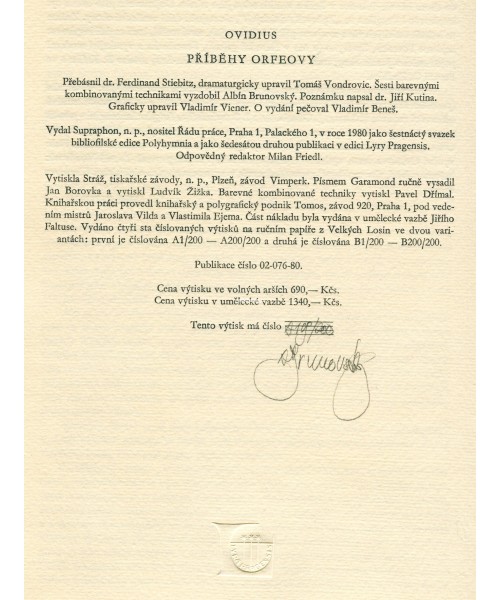 OVIDIUS
PŘÍBĚHY ORFEOVY
Přebásnil dr. Ferdinand Stiebitz, dramaturgicky upravil Tomáš Vondrovic. Šesti barevnými
kombinovanými technikami vyzdobil Albín Brunovský. Poznámku napsal dr. Jiří Kutina.
Graficky upravil Vladimír Viener. O vydání pečoval Vladimír Beneš.
Vydal Supraphon, n. p., nositel Řádu práce, Praha 1, Palackého 1, v roce 1980 jako šestnáctý svazek
bibliofilské edice Polyhymnia a jako šedesátou druhou publikaci v edici Lyry Pragensis.
Odpovědný redaktor Milan Friedl.
Vytiskla Stráž, tiskařské závody, n. p., Plzeň, závod Vimperk. Písmem Garamond ručně vysadil
Jan Borovka a vytiskl Ludvík Žižka. Barevné kombinované techniky vytiskl Pavel Dřímal.
Knihařskou práci provedl knihařský a polygrafický podnik Tomos, závod 920, Praha 1, pod vede-
ním mistrů Jaroslava Vilda a Vlastimila Ejema. Část nákladu byla vydána v umělecké vazbě Jiřího
Faltuse. Vydáno čtyři sta číslovaných výtisků na ručním papíře z Velkých Losin ve dvou vari-
antách: první je číslována A1/200 — A200/200 a druhá je číslována B1/200 — B200/200.
Publikace číslo 02-076-80.
Cena výtisku ve volných arších 690,— Kčs.
Cena výtisku v umělecké vazbě 1340,— Kčs.
Tento výtisk má číslo
Brunovský